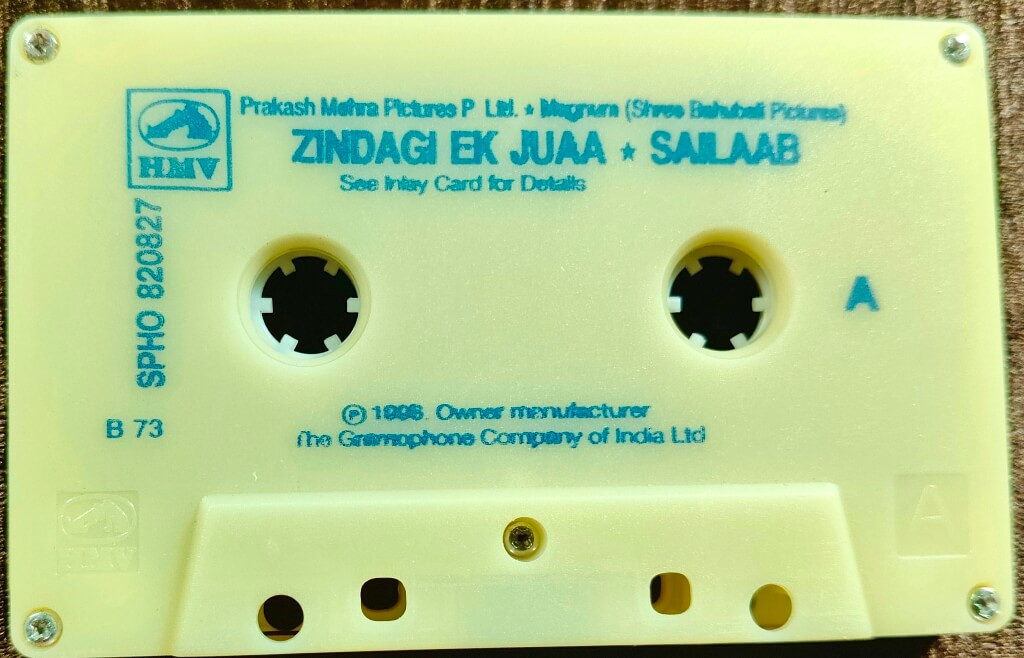 Prakash Mehra Pictures P Ltd. ★ Magnum (Shree Bahubali Pictures)
ZINDAGI EK JUAA ★ SAILAAB
See Inlay Card for Details
HMV
SPHO 820827
A
B 73
Ⓟ Owner manufacturer
The Gramophone Company of India Ltd
HMV
A